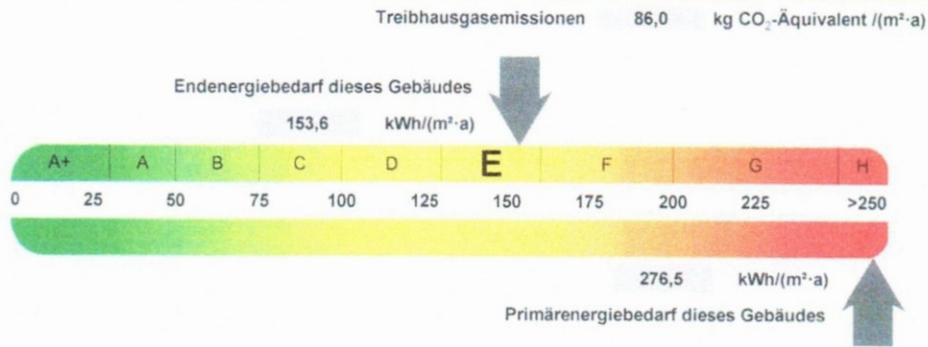 Treibhausgasemissionen 86,0 kg CO₂-Äquivalent /(m²·a)
Endenergiebedarf dieses Gebäudes
153,6 kWh/(m²·a)
A+ A B C D E F G H
0 25 50 75 100 125 150 175 200 225 >250
276,5 kWh/(m²·a)
Primärenergiebedarf dieses Gebäudes